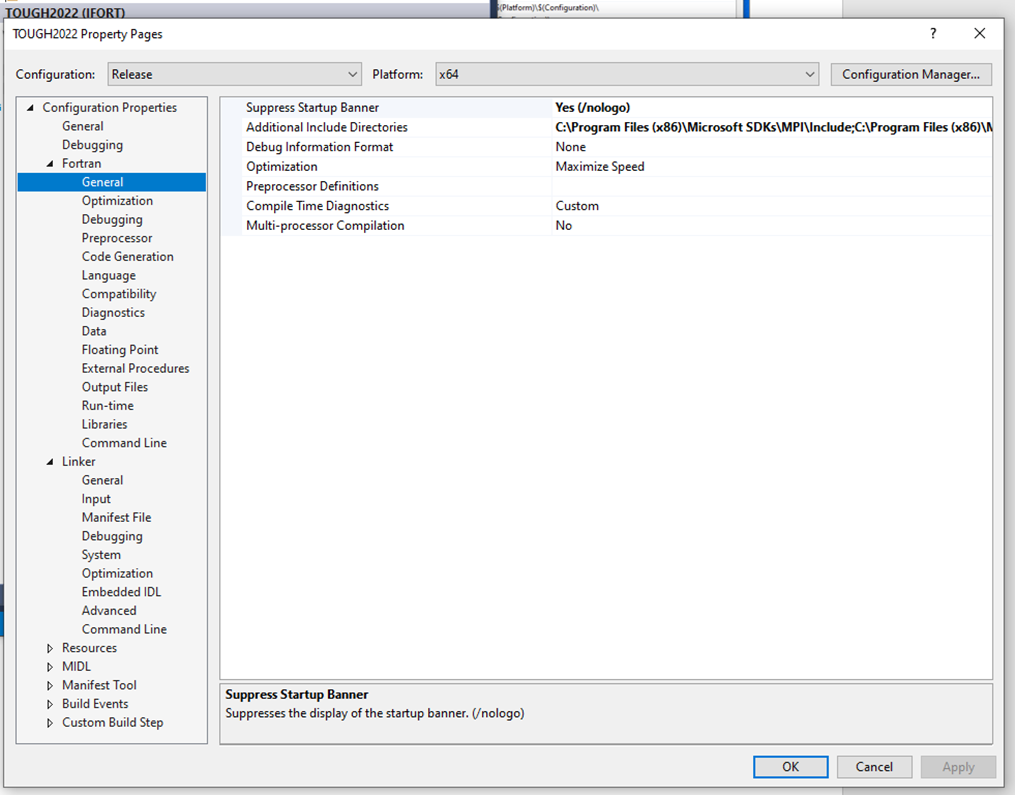 TOUGH2022 (IFORT)
$(Platform)\$(Configuration)\
TOUGH2022 Property Pages
?
Configuration: Release Platform: x64 Configuration Manager...
Configuration Properties
General
Debugging
Fortran
General
Optimization
Debugging
Preprocessor
Code Generation
Language
Compatibility
Diagnostics
Data
Floating Point
External Procedures
Output Files
Run-time
Libraries
Command Line
Linker
General
Input
Manifest File
Debugging
System
Optimization
Embedded IDL
Advanced
Command Line
Resources
MIDL
Manifest Tool
Build Events
Custom Build Step
Suppress Startup Banner Yes (/nologo)
Additional Include Directories C:\Program Files (x86)\Microsoft SDKs\MPI\Include;C:\Program Files (x86)\M
Debug Information Format None
Optimization Maximize Speed
Preprocessor Definitions
Compile Time Diagnostics Custom
Multi-processor Compilation No
Suppress Startup Banner
Suppresses the display of the startup banner. (/nologo)
OK Cancel Apply